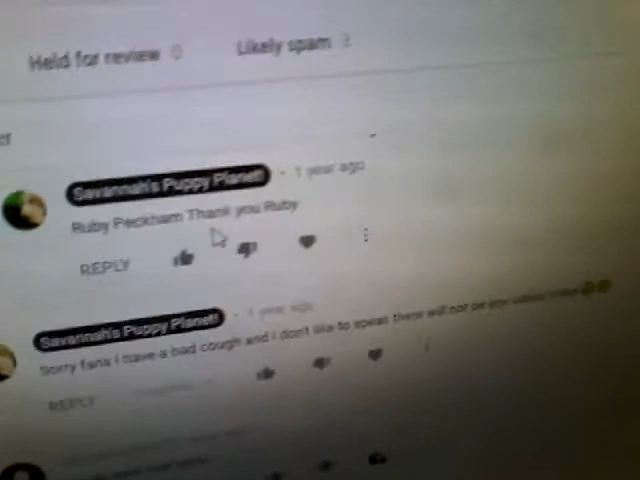 Held for review 0 Likely spam 3
Savannah's Puppy Planet! · 1 year ago
Ruby Peckham Thank you Ruby
REPLY
Savannah's Puppy Planet! · 1 year ago
Sorry fans I have a bad cough and I don't like to speak there will not be
REPLY